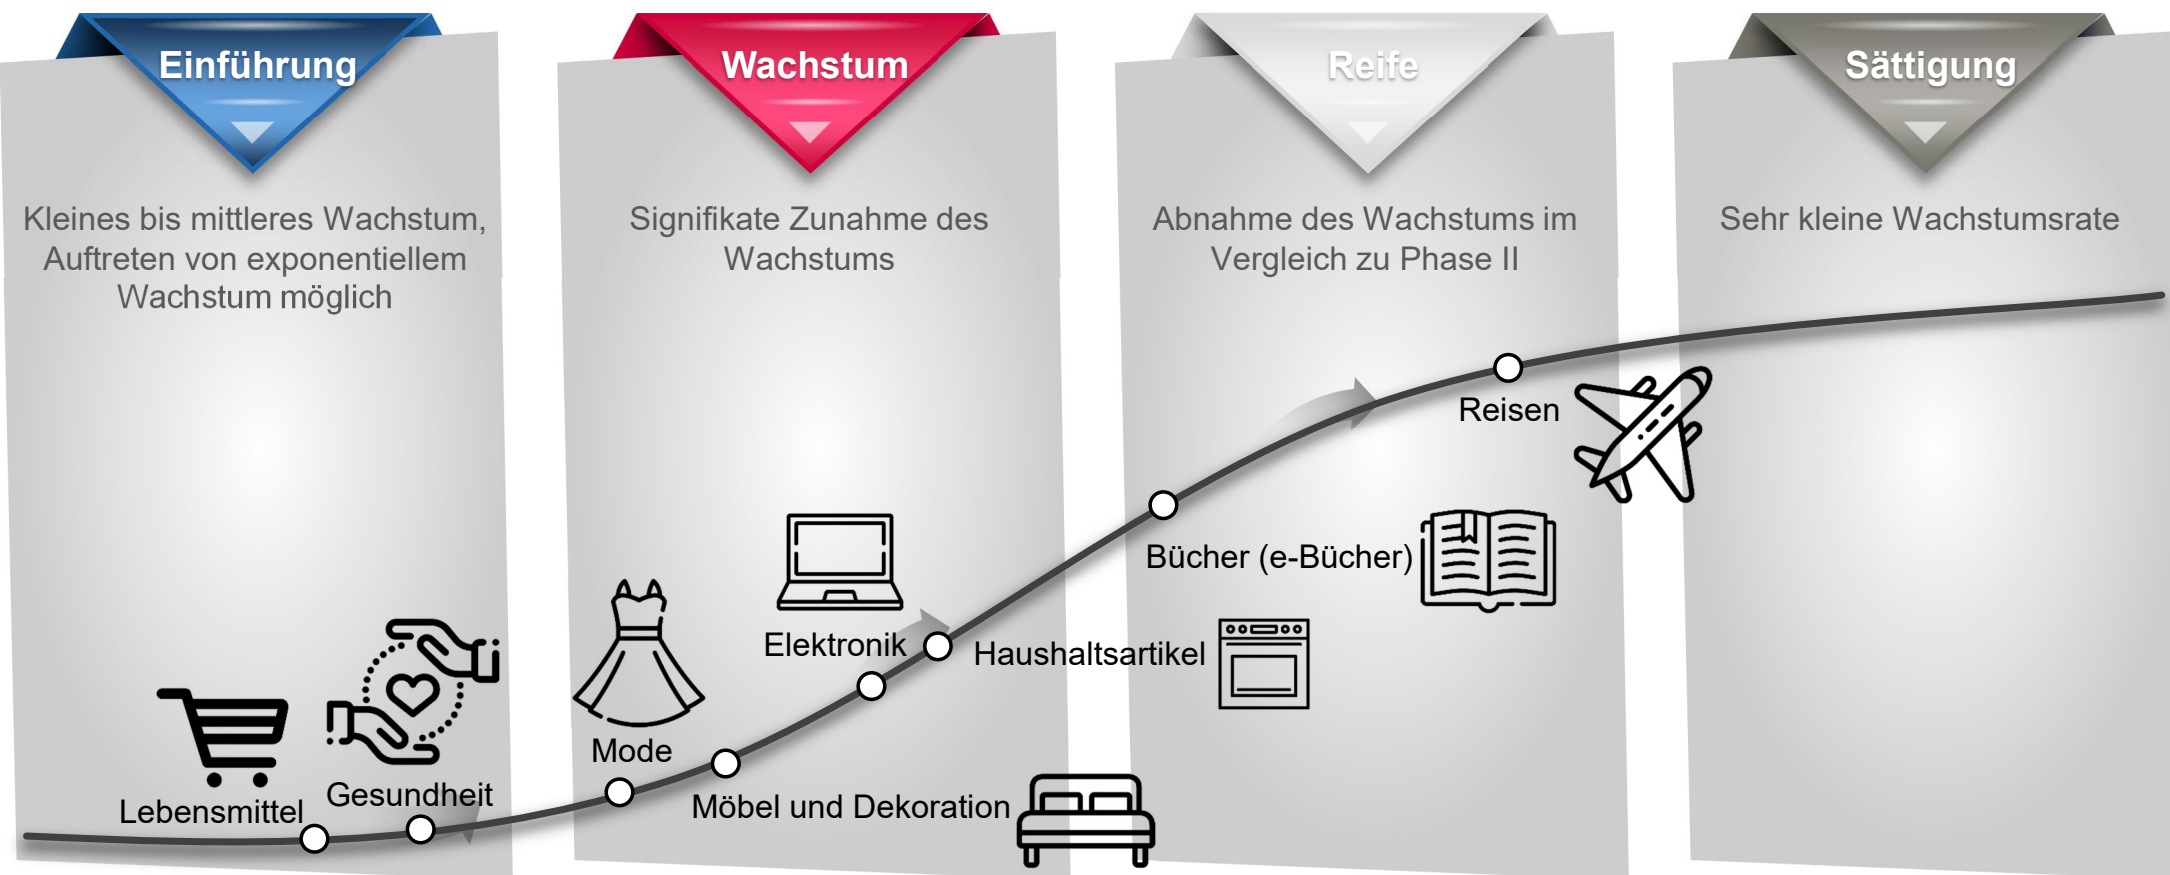 Einführung
Wachstum
Reife
Sättigung
Kleines bis mittleres Wachstum,
Auftreten von exponentiellem
Wachstum möglich
Signifikate Zunahme des
Wachstums
Abnahme des Wachstums im
Vergleich zu Phase II
Sehr kleine Wachstumsrate
Lebensmittel
Gesundheit
Mode
Möbel und Dekoration
Elektronik
Haushaltsartikel
Bücher (e-Bücher)
Reisen